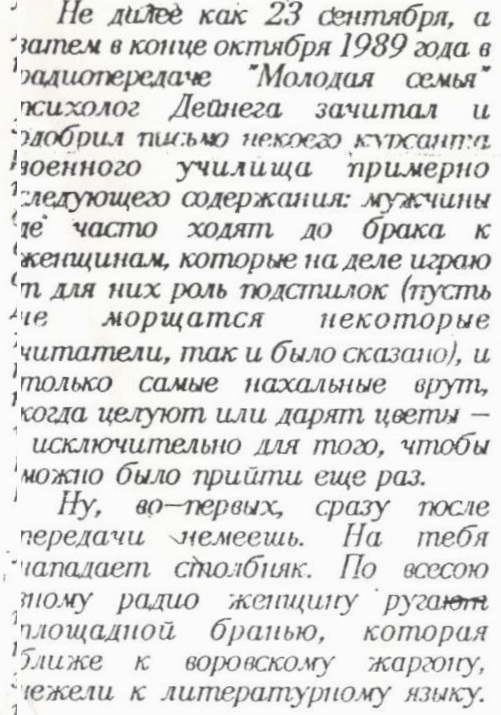 Не далее как 23 сентября, а
затем в конце октября 1989 года в
радиопередаче "Молодая семья"
психолог Дейнега зачитал и
одобрил письмо некоего курсанта
военного училища примерно
следующего содержания: мужчины
де часто ходят до брака к
женщинам, которые на деле играю
т для них роль подстилок (пусть
не морщатся некоторые
читатели, так и было сказано), и
только самые нахальные врут,
когда целуют или дарят цветы —
исключительно для того, чтобы
можно было прийти еще раз.
Ну, во—первых, сразу после
передачи немеешь. На тебя
нападает столбняк. По всесою
зному радио женщину ругают
площадной бранью, которая
ближе к воровскому жаргону,
нежели к литературному языку.